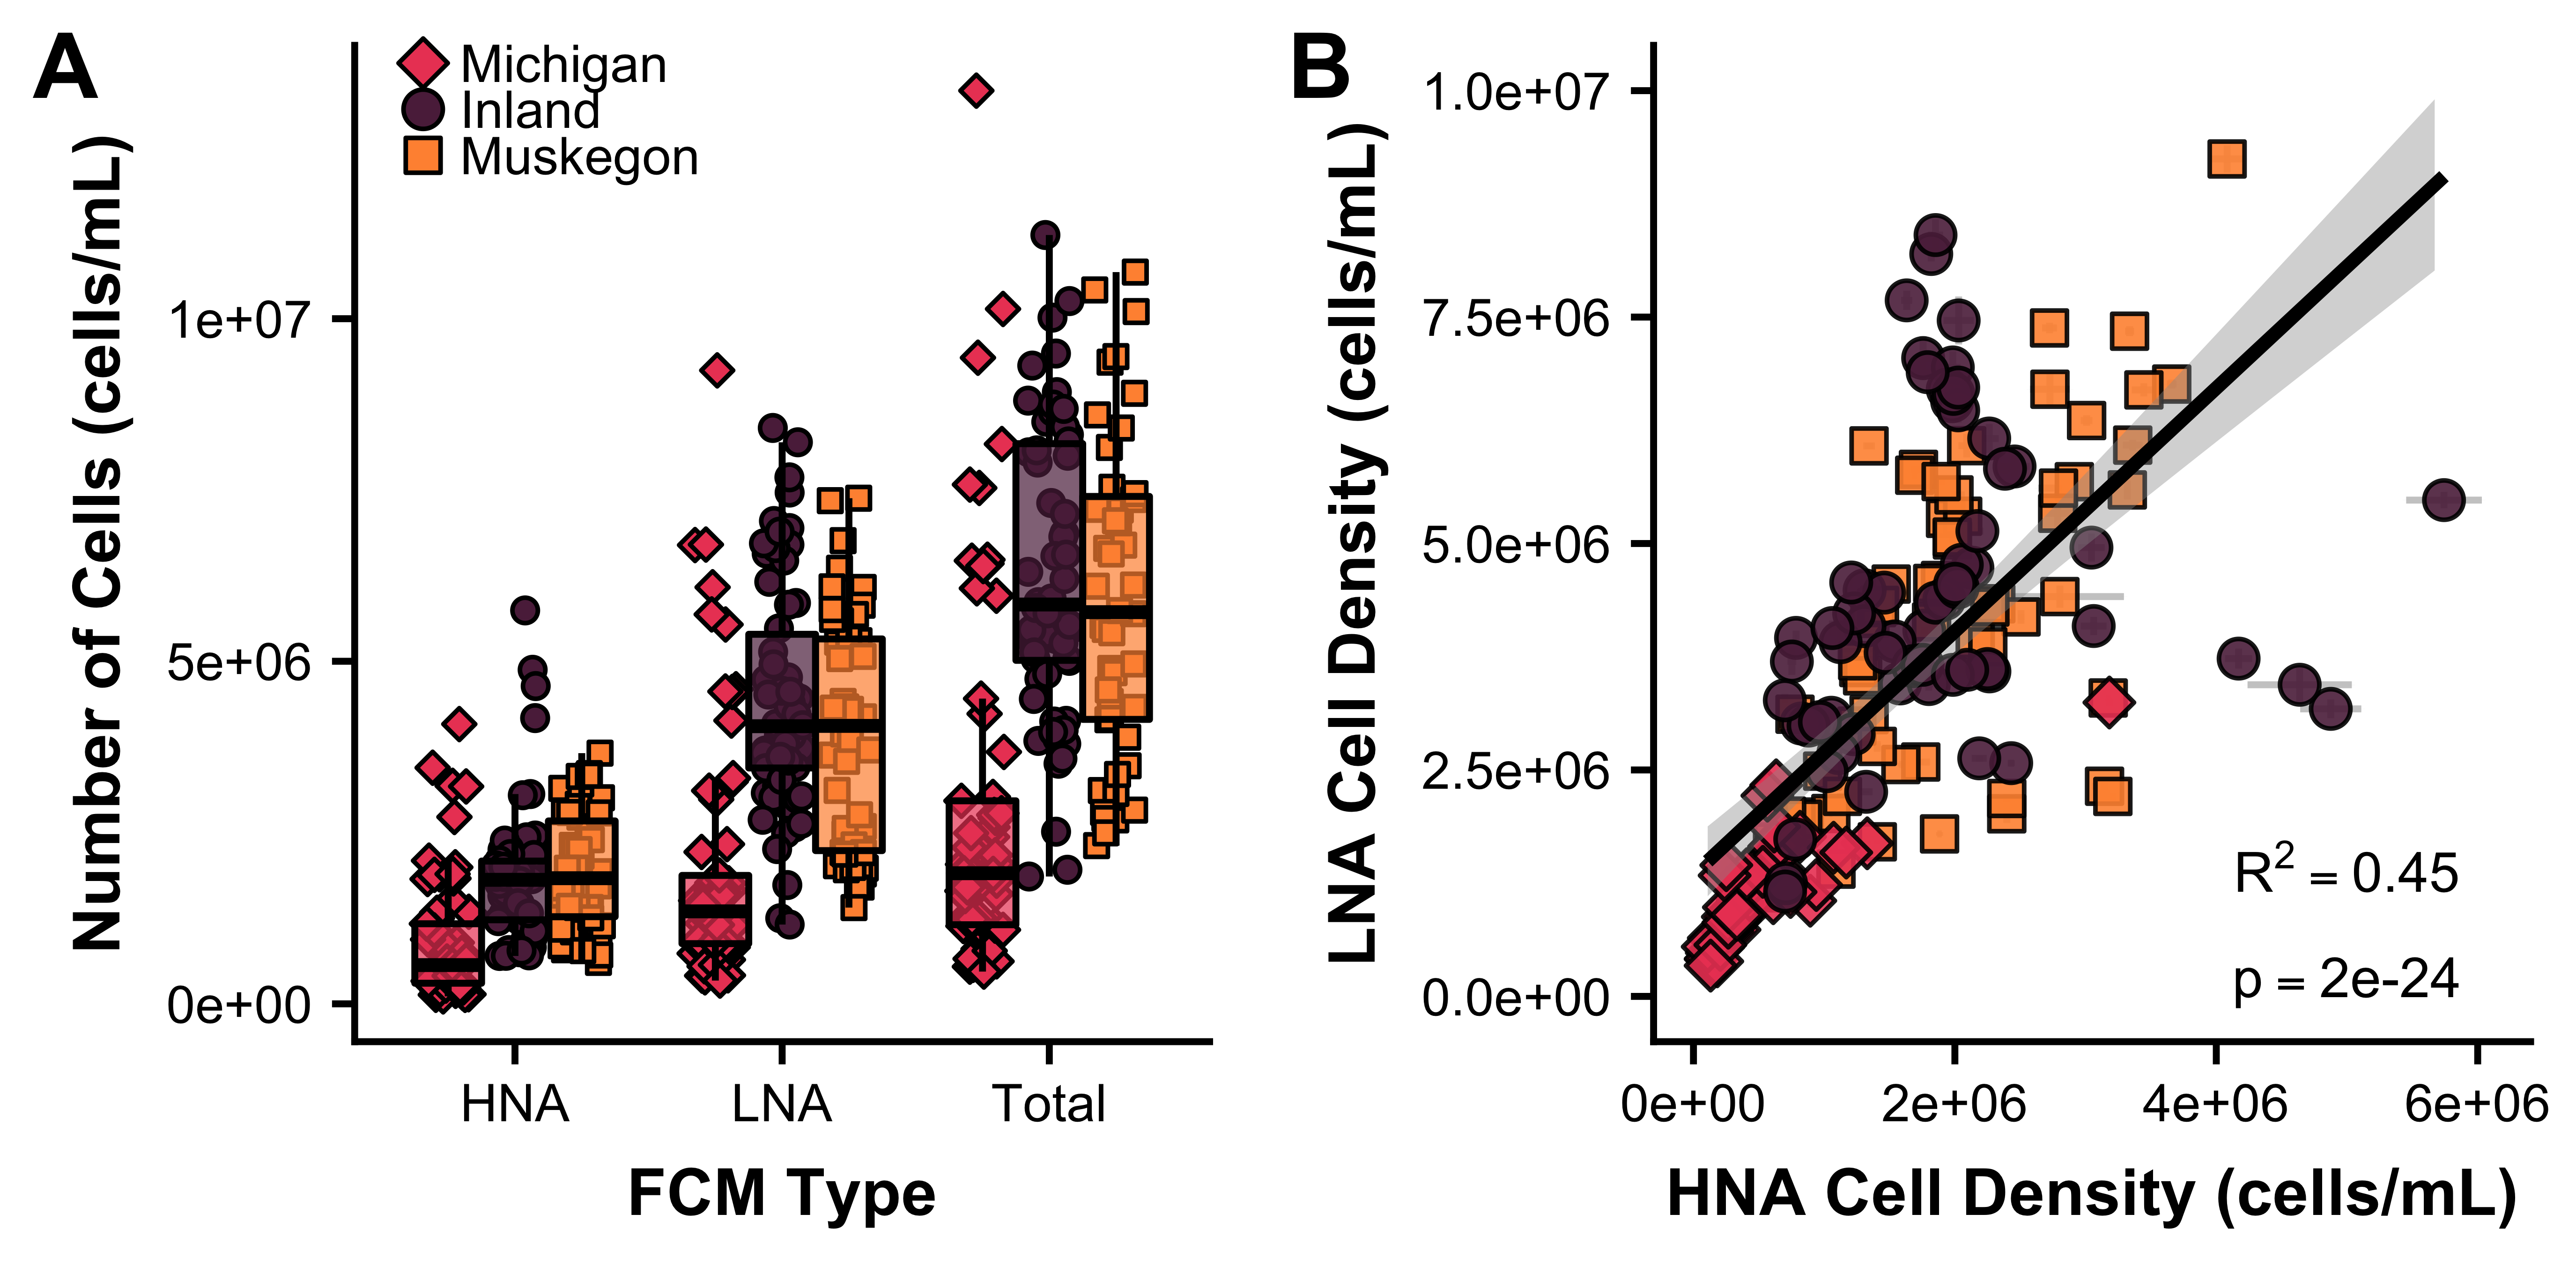 A
Michigan
Inland
Muskegon
Number of Cells (cells/mL)
1e+07
5e+06
0e+00
HNA
LNA
Total
FCM Type
B
LNA Cell Density (cells/mL)
1.0e+07
7.5e+06
5.0e+06
2.5e+06
0.0e+00
R² = 0.45
p = 2e-24
0e+00
2e+06
4e+06
6e+06
HNA Cell Density (cells/mL)